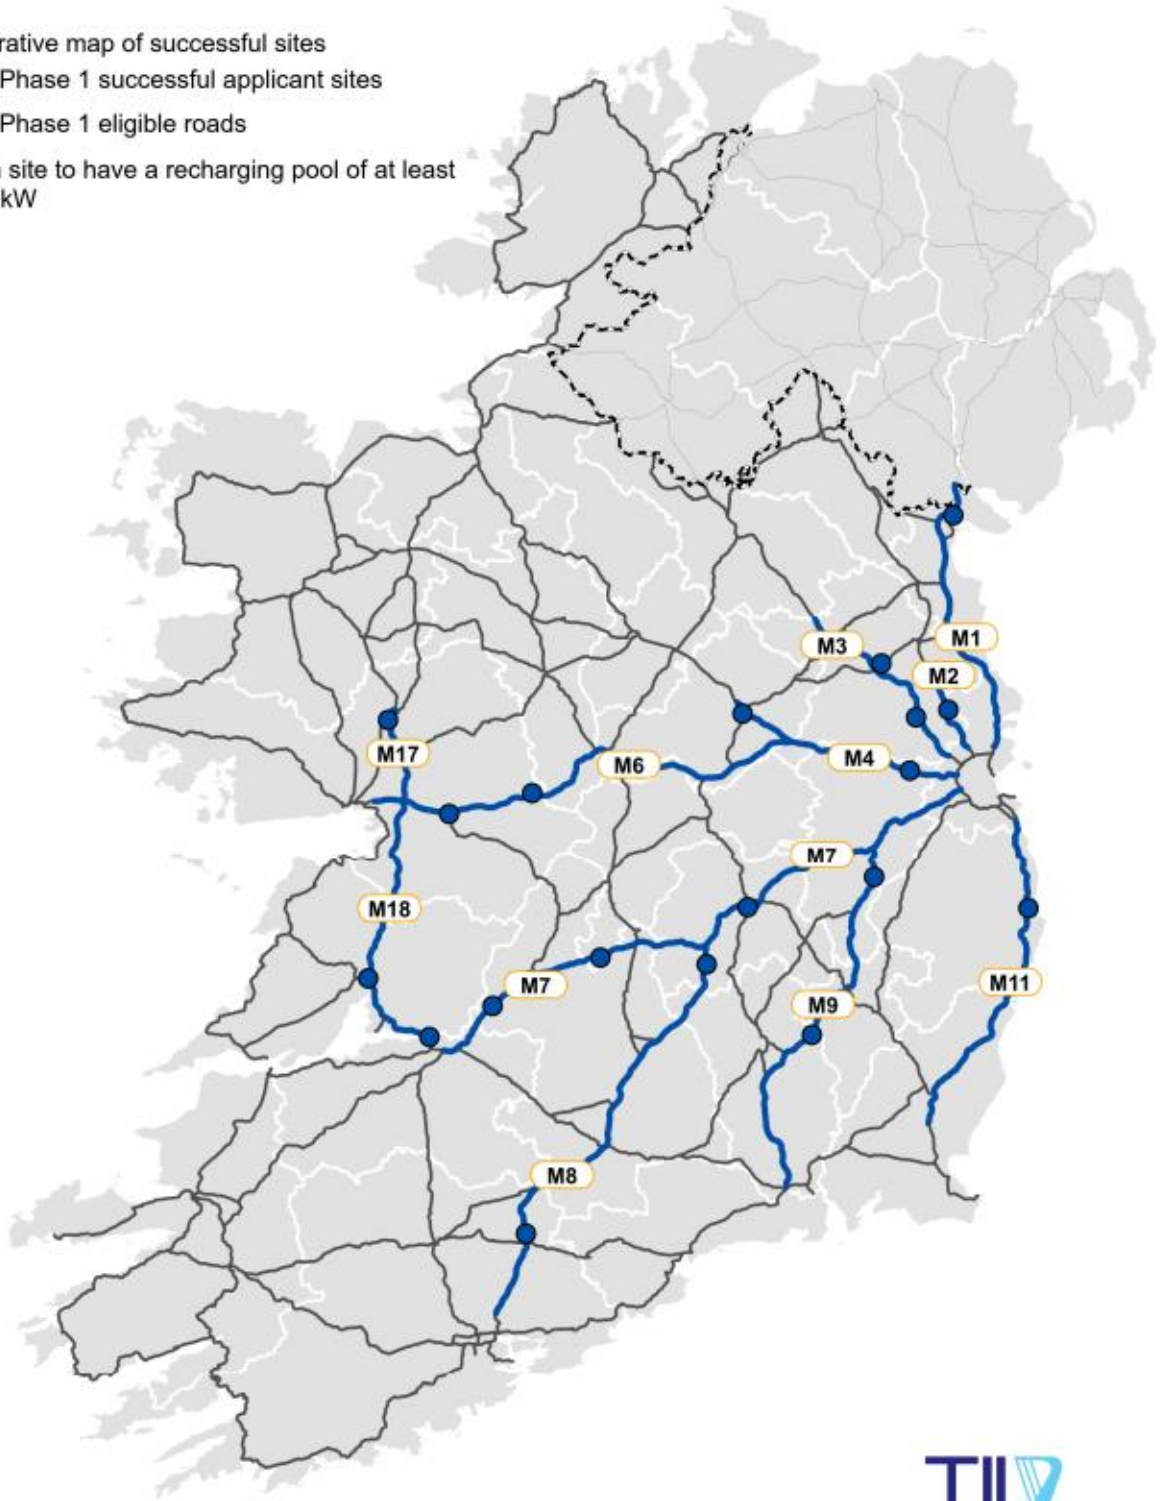 rative map of successful sites
Phase 1 successful applicant sites
Phase 1 eligible roads
site to have a recharging pool of at least
kW
M1
M3
M2
M17
M6
M4
M7
M18
M7
M11
M9
M8
TII